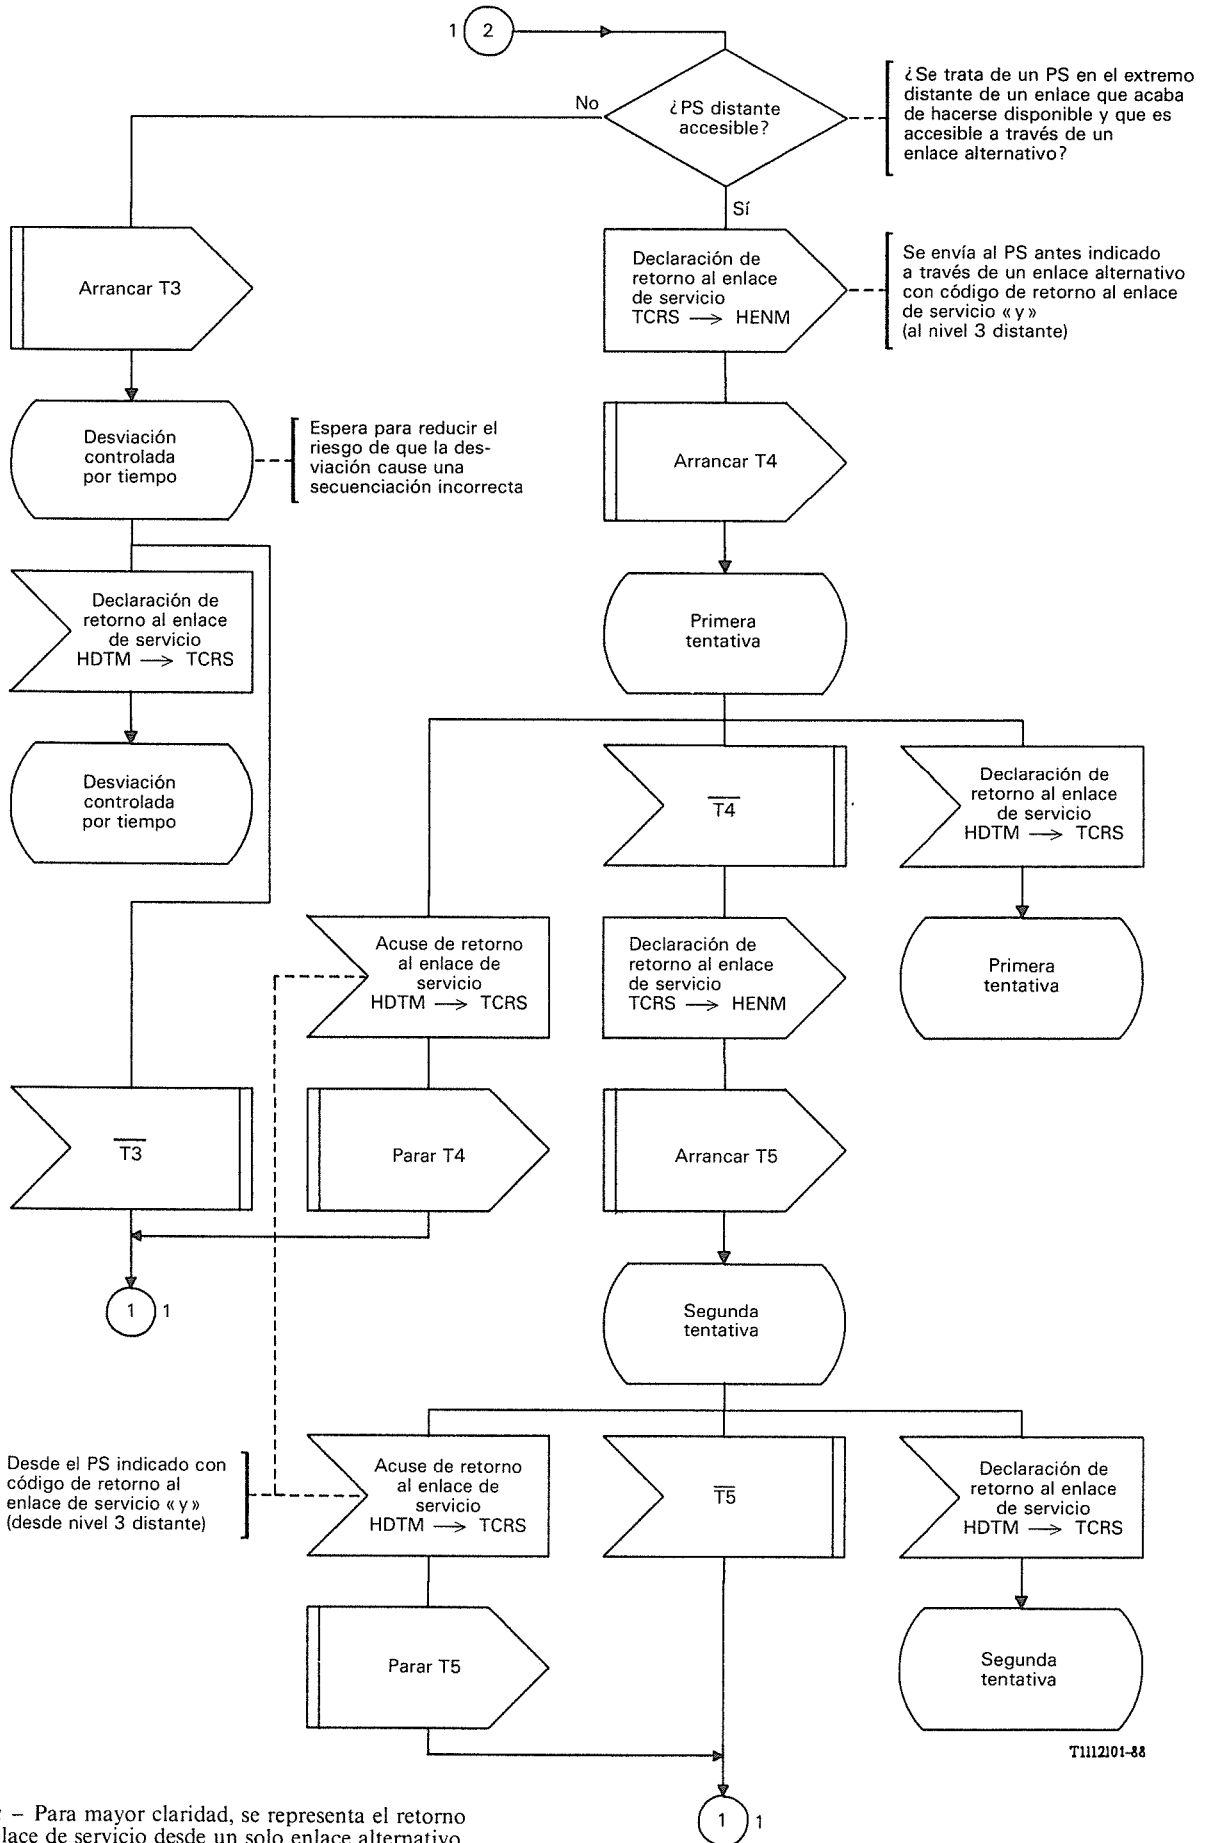 1
2
¿PS distante
accesible?
¿Se trata de un PS en el extremo
distante de un enlace que acaba
de hacerse disponible y que es
accesible a través de un
enlace alternativo?
No
Sí
Arrancar T3
Declaración de
retorno al enlace
de servicio
TCRS → HENM
Se envía al PS antes indicado
a través de un enlace alternativo
con código de retorno al enlace
de servicio «y»
(al nivel 3 distante)
Desviación
controlada
por tiempo
Espera para reducir el
riesgo de que la des-
viación cause una
secuenciación incorrecta
Arrancar T4
Declaración de
retorno al enlace
de servicio
HDTM → TCRS
Primera
tentativa
Desviación
controlada
por tiempo
T4
Declaración de
retorno al enlace
de servicio
HDTM → TCRS
Acuse de retorno
al enlace de
servicio
HDTM → TCRS
Declaración de
retorno al enlace
de servicio
TCRS → HENM
Primera
tentativa
T3
Parar T4
Arrancar T5
1
1
Segunda
tentativa
Desde el PS indicado con
código de retorno al
enlace de servicio «y»
(desde nivel 3 distante)
Acuse de retorno
al enlace de
servicio
HDTM → TCRS
T5
Declaración de
retorno al enlace
de servicio
HDTM → TCRS
Parar T5
Segunda
tentativa
T1112101-88
1
1
– Para mayor claridad, se representa el retorno
de servicio desde un solo enlace alternativo